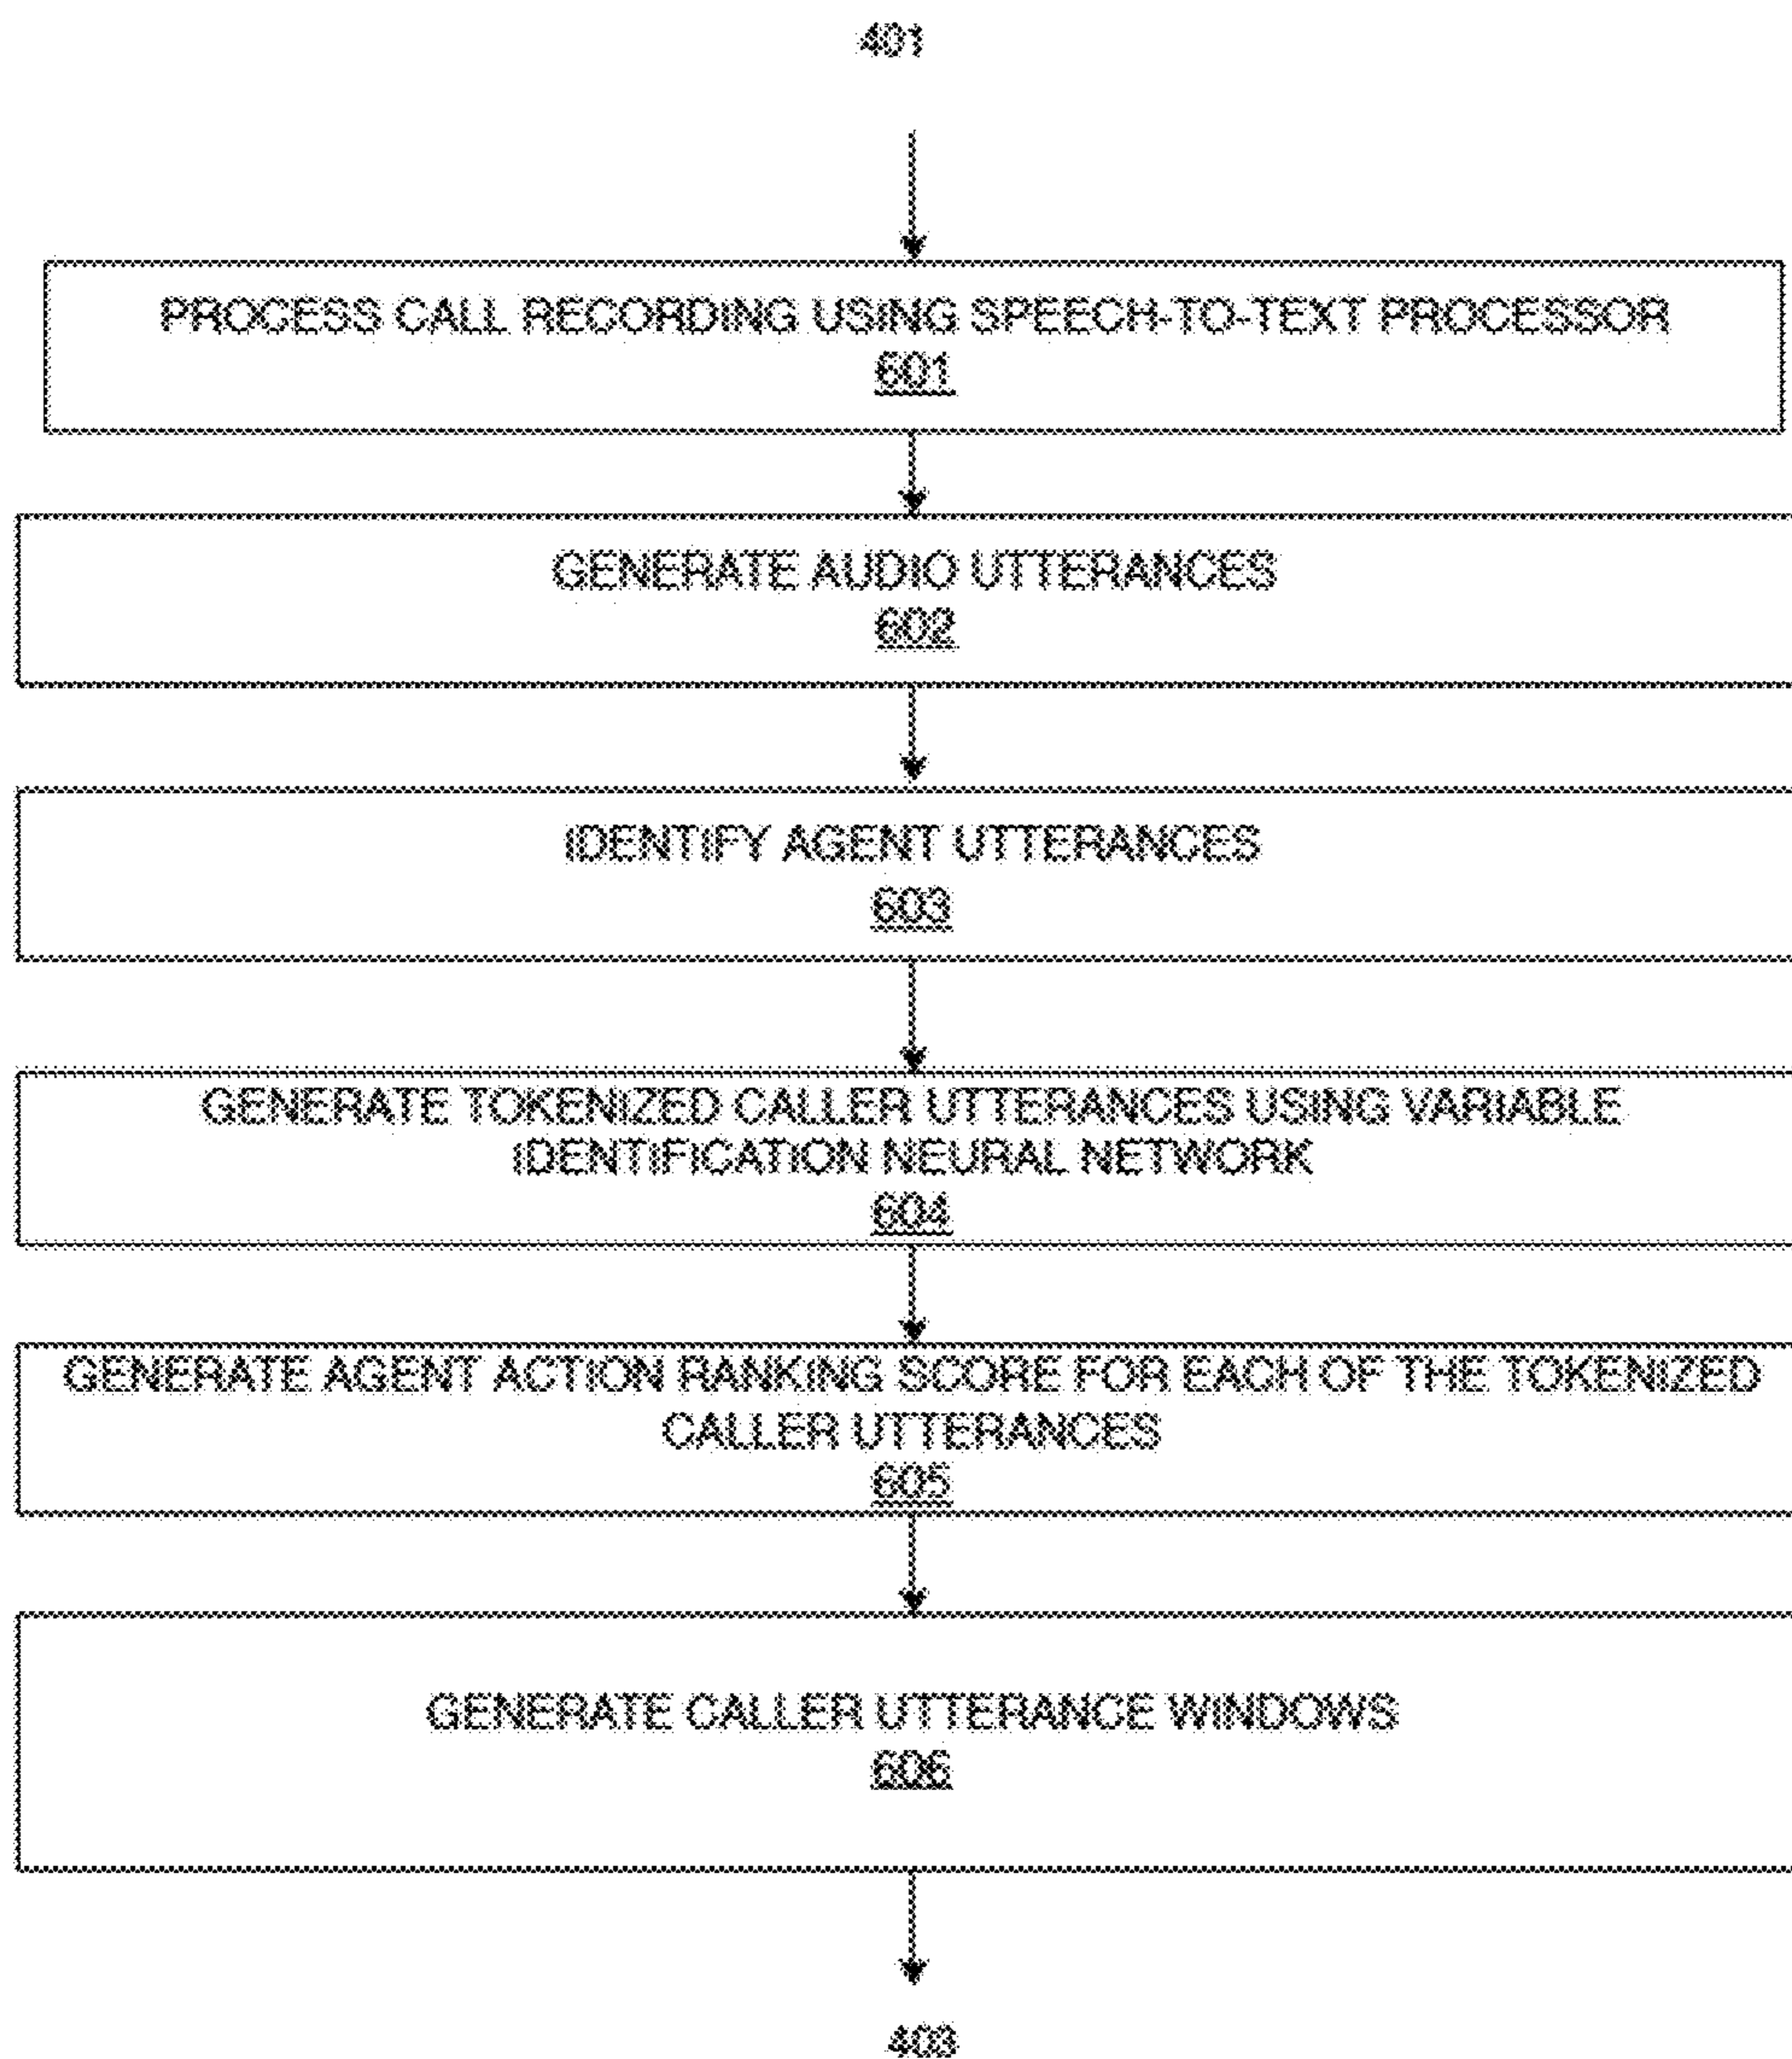 401
PROCESS CALL RECORDING USING SPEECH-TO-TEXT PROCESSOR
601
GENERATE AUDIO UTTERANCES
602
IDENTIFY AGENT UTTERANCES
603
GENERATE TOKENIZED CALLER UTTERANCES USING VARIABLE
IDENTIFICATION NEURAL NETWORK
604
GENERATE AGENT ACTION RANKING SCORE FOR EACH OF THE TOKENIZED
CALLER UTTERANCES
605
GENERATE CALLER UTTERANCE WINDOWS
606
403